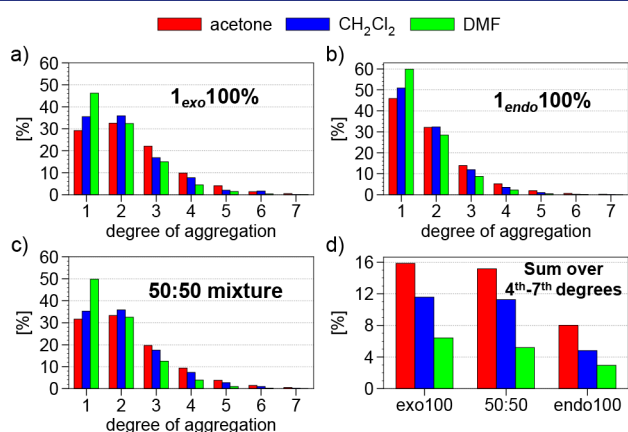 acetone CH₂Cl₂ DMF
a)
1exo100%
[%]
60
50
40
30
20
10
0
1 2 3 4 5 6 7
degree of aggregation
b)
1endo100%
[%]
60
50
40
30
20
10
0
1 2 3 4 5 6 7
degree of aggregation
c)
50:50 mixture
[%]
60
50
40
30
20
10
0
1 2 3 4 5 6 7
degree of aggregation
d)
Sum over
4th-7th degrees
[%]
16
12
8
4
0
exo100 50:50 endo100